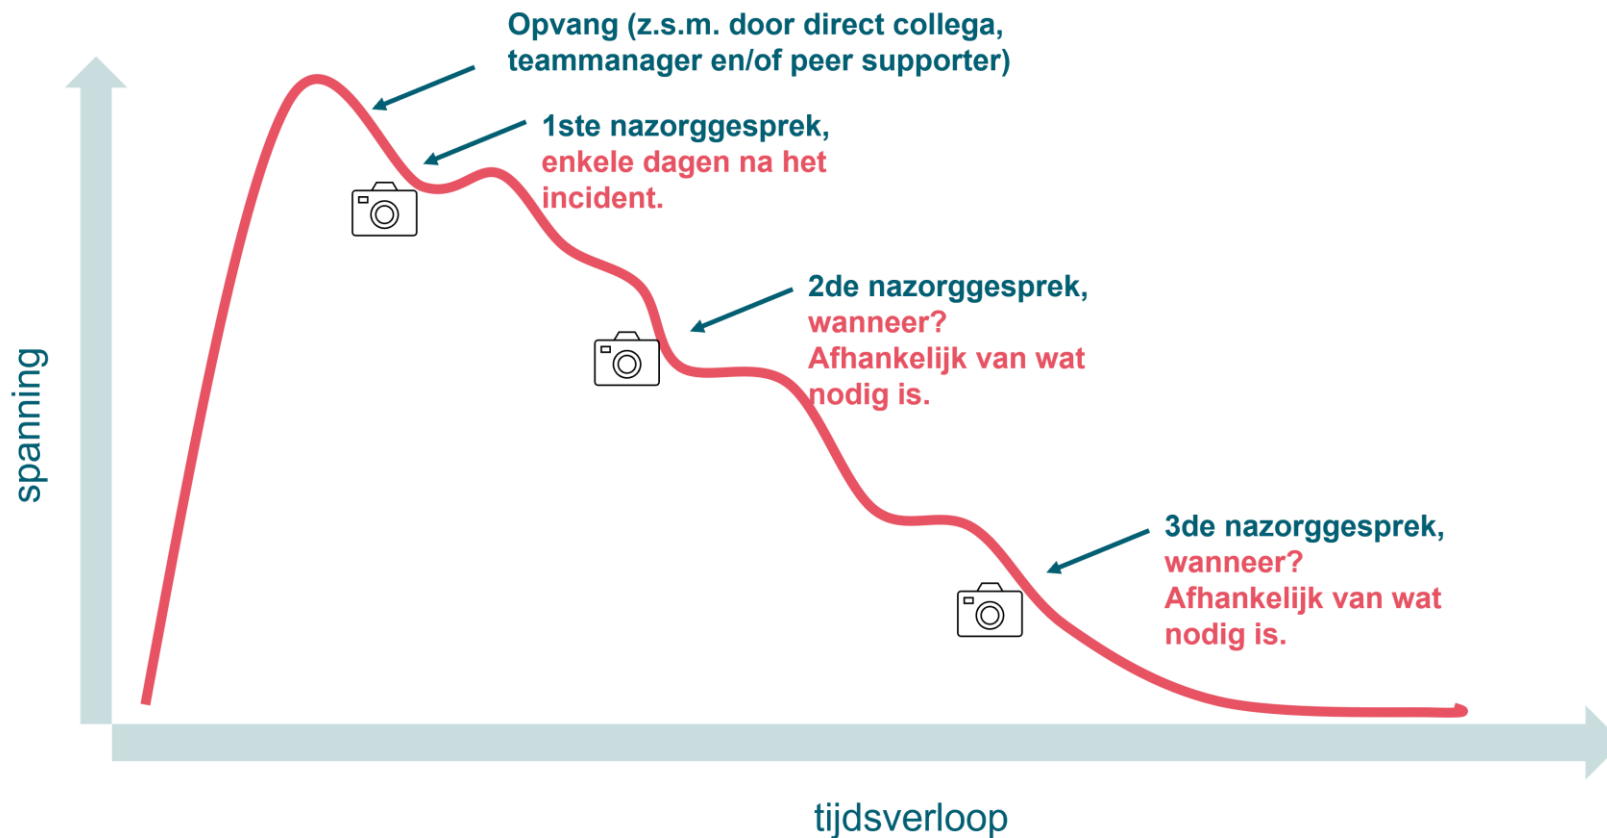 Opvang (z.s.m. door direct collega,
teammanager en/of peer supporter)
1ste nazorggesprek,
enkele dagen na het
incident.
2de nazorggesprek,
wanneer?
Afhankelijk van wat
nodig is.
3de nazorggesprek,
wanneer?
Afhankelijk van wat
nodig is.
spanning
tijdsverloop